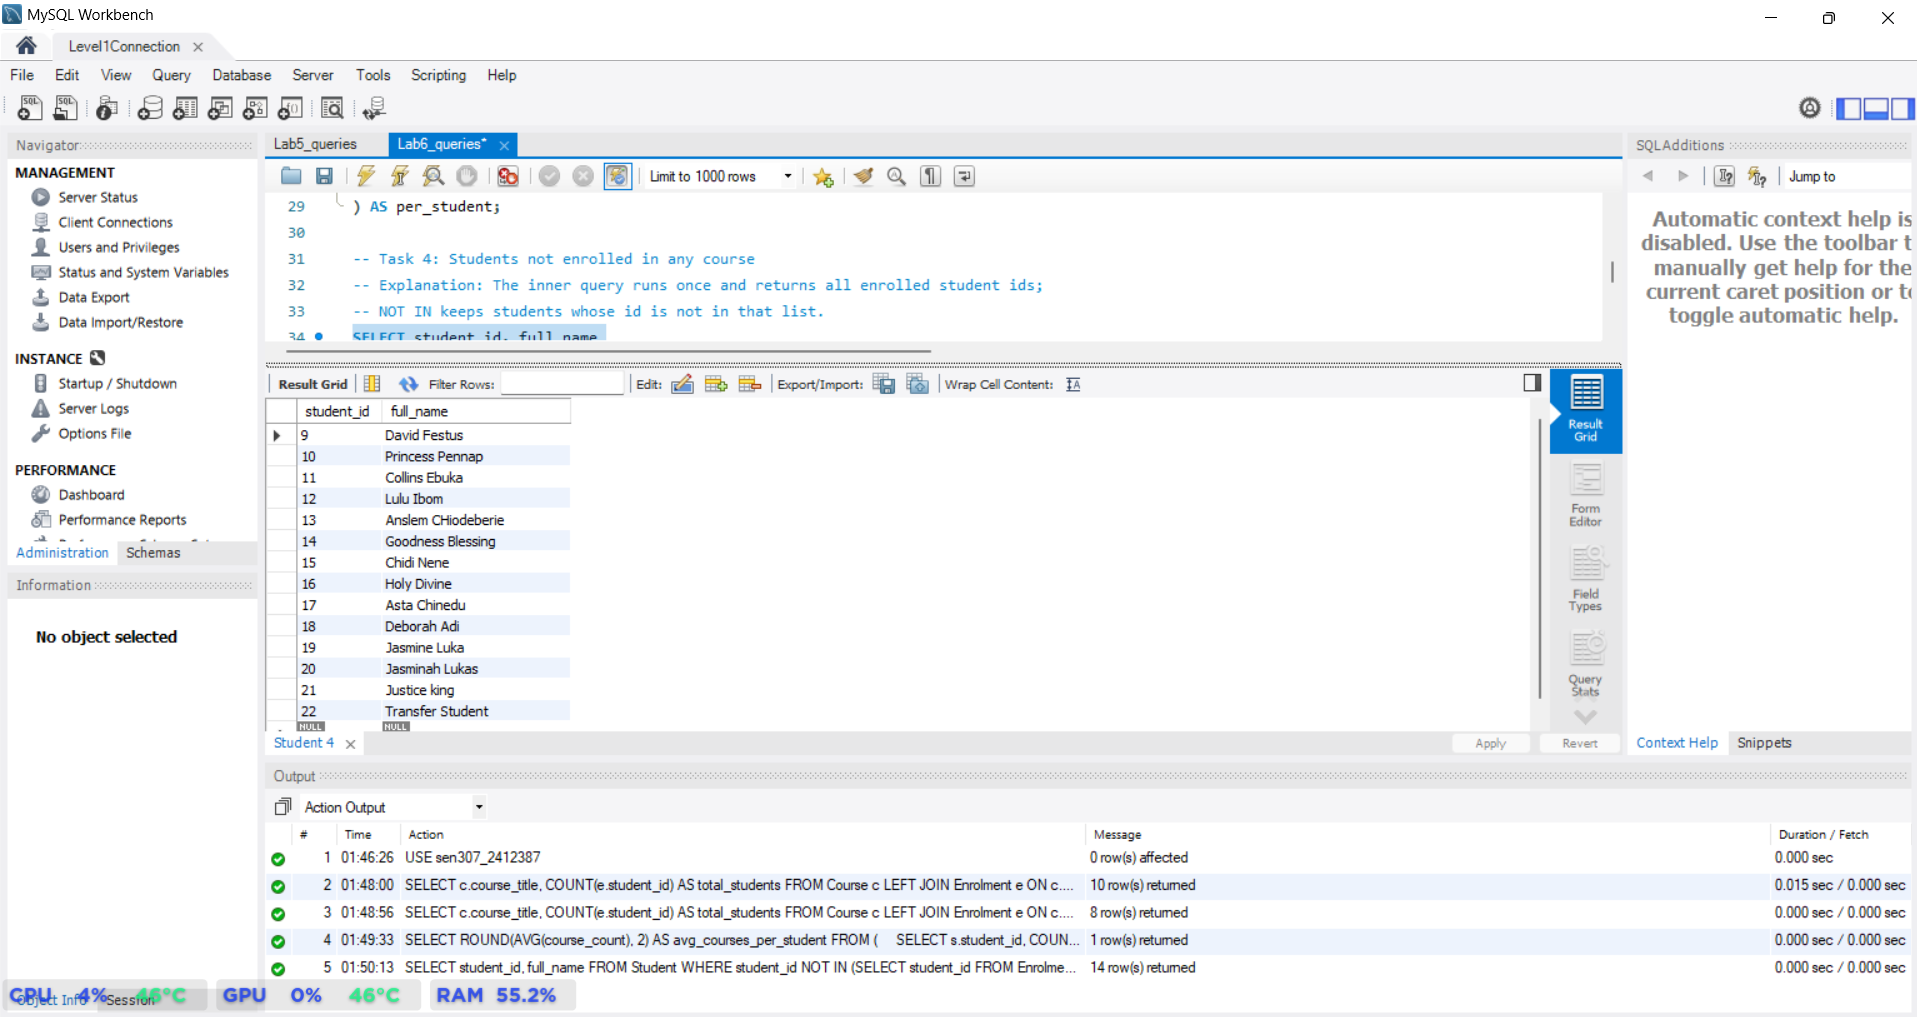 MySQL Workbench
Level1Connection
File Edit View Query Database Server Tools Scripting Help
Navigator
MANAGEMENT
Server Status
Client Connections
Users and Privileges
Status and System Variables
Data Export
Data Import/Restore
INSTANCE
Startup / Shutdown
Server Logs
Options File
PERFORMANCE
Dashboard
Performance Reports
Administration Schemas
Information
No object selected
Lab5_queries Lab6_queries*
Limit to 1000 rows
29 ) AS per_student;
30
31 -- Task 4: Students not enrolled in any course
32 -- Explanation: The inner query runs once and returns all enrolled student ids;
33 -- NOT IN keeps students whose id is not in that list.
34 SELECT student_id, full_name
Result Grid Filter Rows: Edit: Export/Import: Wrap Cell Content:
student_id full_name
9 David Festus
10 Princess Pennap
11 Collins Ebuka
12 Lulu Ibom
13 Anslem CHiodeberie
14 Goodness Blessing
15 Chidi Nene
16 Holy Divine
17 Asta Chinedu
18 Deborah Adi
19 Jasmine Luka
20 Jasminah Lukas
21 Justice king
22 Transfer Student
NULL NULL
Result
Grid
Form
Editor
Field
Types
Query
Stats
Student 4
Apply Revert
SQLAdditions
Jump to
Automatic context help is
disabled. Use the toolbar t
manually get help for the
current caret position or to
toggle automatic help.
Context Help Snippets
Output
Action Output
# Time Action Message Duration / Fetch
1 01:46:26 USE sen307_2412387 0 row(s) affected 0.000 sec
2 01:48:00 SELECT c.course_title, COUNT(e.student_id) AS total_students FROM Course c LEFT JOIN Enrolment e ON c.... 10 row(s) returned 0.015 sec / 0.000 sec
3 01:48:56 SELECT c.course_title, COUNT(e.student_id) AS total_students FROM Course c LEFT JOIN Enrolment e ON c.... 8 row(s) returned 0.000 sec / 0.000 sec
4 01:49:33 SELECT ROUND(AVG(course_count), 2) AS avg_courses_per_student FROM ( SELECT s.student_id, COUN... 1 row(s) returned 0.000 sec / 0.000 sec
5 01:50:13 SELECT student_id, full_name FROM Student WHERE student_id NOT IN (SELECT student_id FROM Enrolme... 14 row(s) returned 0.000 sec / 0.000 sec
Object Info Session
CPU 4% 46°C GPU 0% 46°C RAM 55.2%